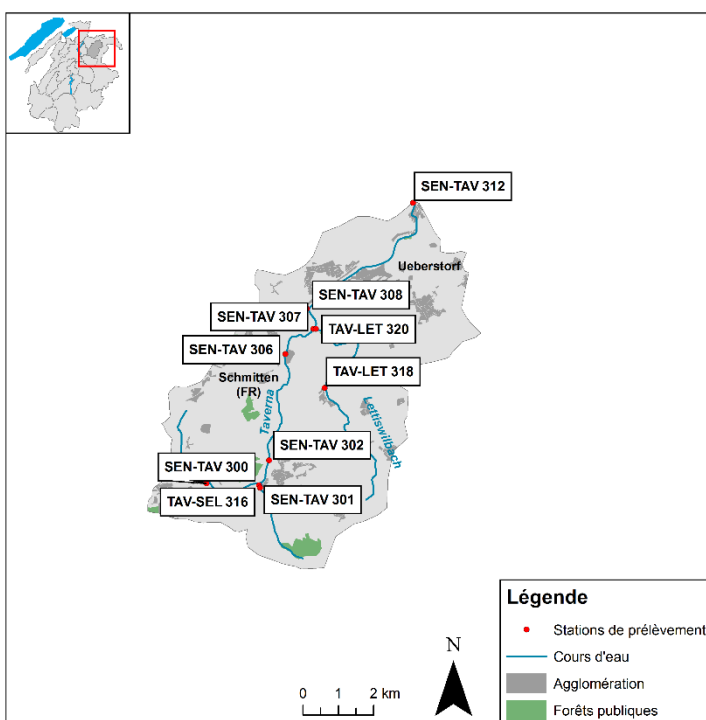 SEN-TAV 312
Ueberstorf
SEN-TAV 308
SEN-TAV 307
TAV-LET 320
SEN-TAV 306
Schmitten
(FR)
TAV-LET 318
Taverna
Lettiswilbach
SEN-TAV 302
SEN-TAV 300
TAV-SEL 316
SEN-TAV 301
Légende
Stations de prélèvement
Cours d'eau
Agglomération
Forêts publiques
N
0 1 2 km